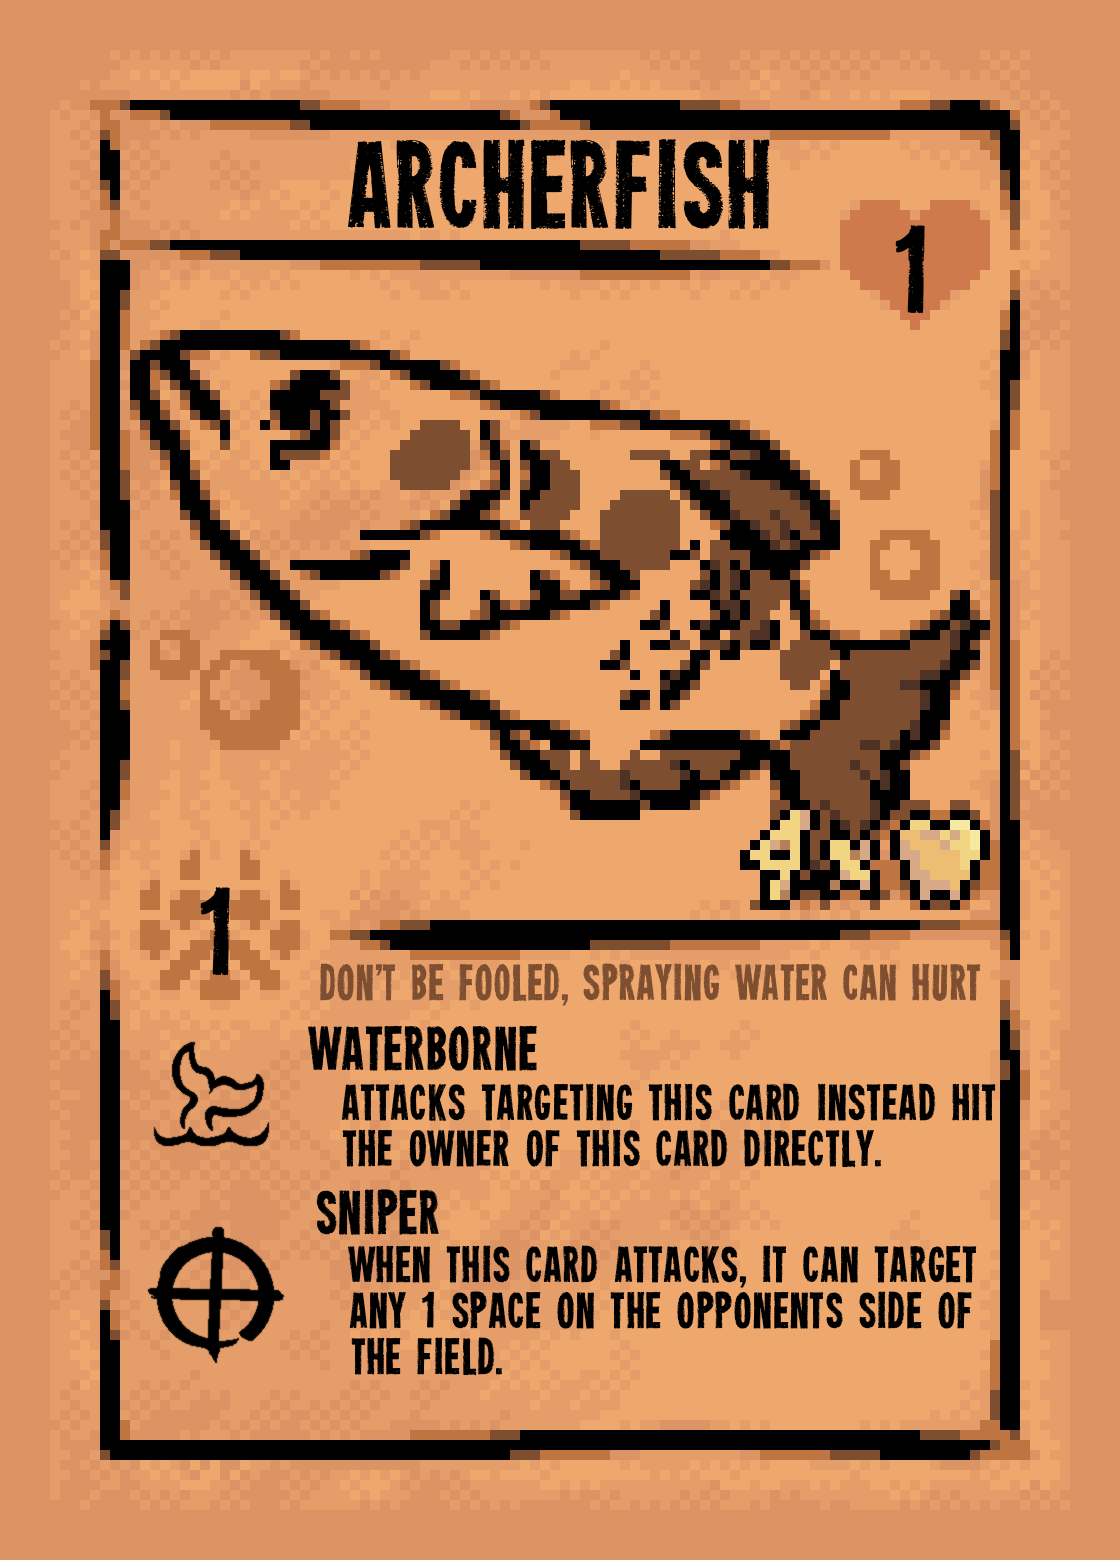 ARCHERFISH
1
4
1
DON'T BE FOOLED, SPRAYING WATER CAN HURT
WATERBORNE
ATTACKS TARGETING THIS CARD INSTEAD HIT
THE OWNER OF THIS CARD DIRECTLY.
SNIPER
WHEN THIS CARD ATTACKS, IT CAN TARGET
ANY 1 SPACE ON THE OPPONENTS SIDE OF
THE FIELD.